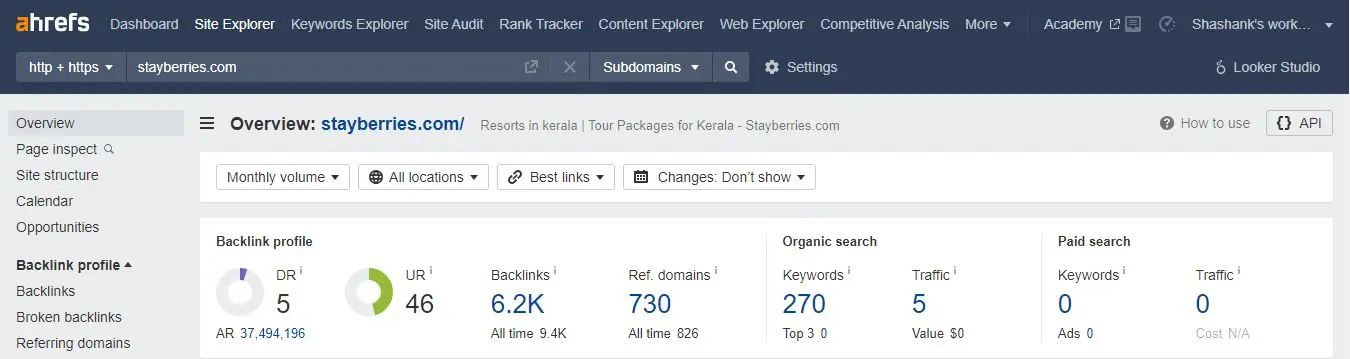 ahrefs Dashboard Site Explorer Keywords Explorer Site Audit Rank Tracker Content Explorer Web Explorer Competitive Analysis More Academy Shashank's work...
http + https stayberries.com Subdomains Settings Looker Studio
Overview
Page inspect
Site structure
Calendar
Opportunities
Backlink profile
Backlinks
Broken backlinks
Referring domains
Overview: stayberries.com/ Resorts in kerala | Tour Packages for Kerala - Stayberries.com How to use {} API
Monthly volume All locations Best links Changes: Don't show
Backlink profile Organic search Paid search
DR i UR i Backlinks i Ref. domains i Keywords i Traffic i Keywords i Traffic i
5 46 6.2K 730 270 5 0 0
AR 37,494,196 All time 9.4K All time 826 Top 3 0 Value $0 Ads 0 Cost N/A